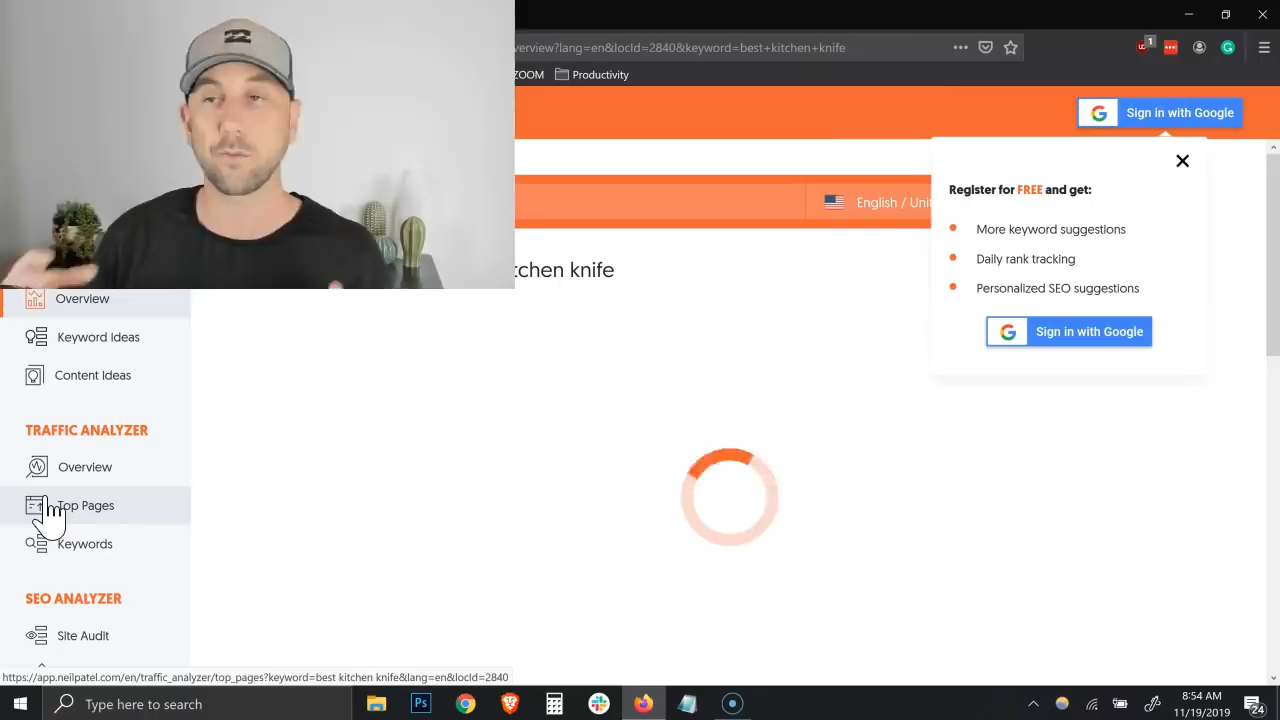 verview?lang=en&locId=2840&keyword=best+kitchen+knife
1
ZOOM
Productivity
Sign in with Google
English / Unit
Register for FREE and get:
More keyword suggestions
Daily rank tracking
Personalized SEO suggestions
Sign in with Google
tchen knife
Overview
Keyword Ideas
Content Ideas
TRAFFIC ANALYZER
Overview
Top Pages
Keywords
SEO ANALYZER
Site Audit
https://app.neilpatel.com/en/traffic_analyzer/top_pages?keyword=best kitchen knife&lang=en&locId=2840
Type here to search
Ps
8:54 AM
11/19/2019
24